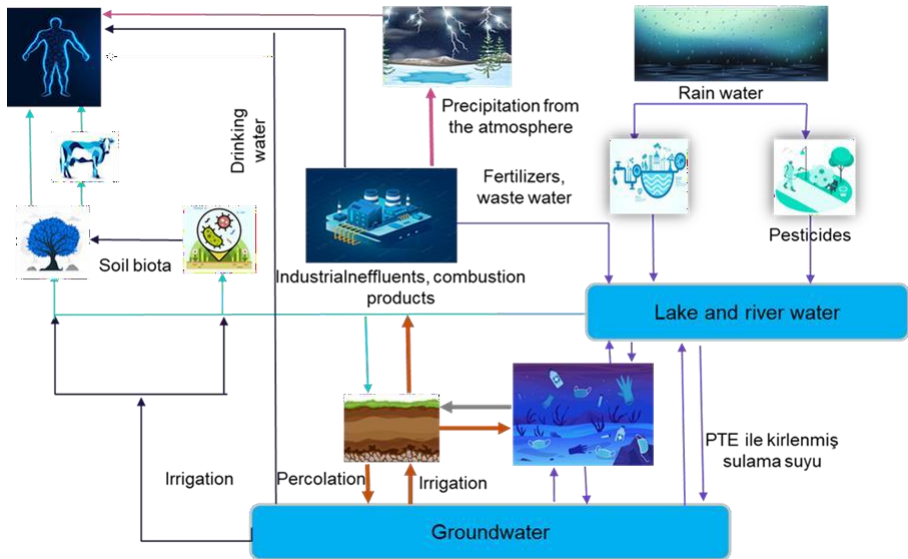 Rain water
Precipitation from
the atmosphere
Drinking
water
Fertilizers,
waste water
Pesticides
Soil biota
Industrialneffluents, combustion
products
Lake and river water
PTE ile kirlenmiş
sulama suyu
Irrigation
Percolation
Irrigation
Groundwater